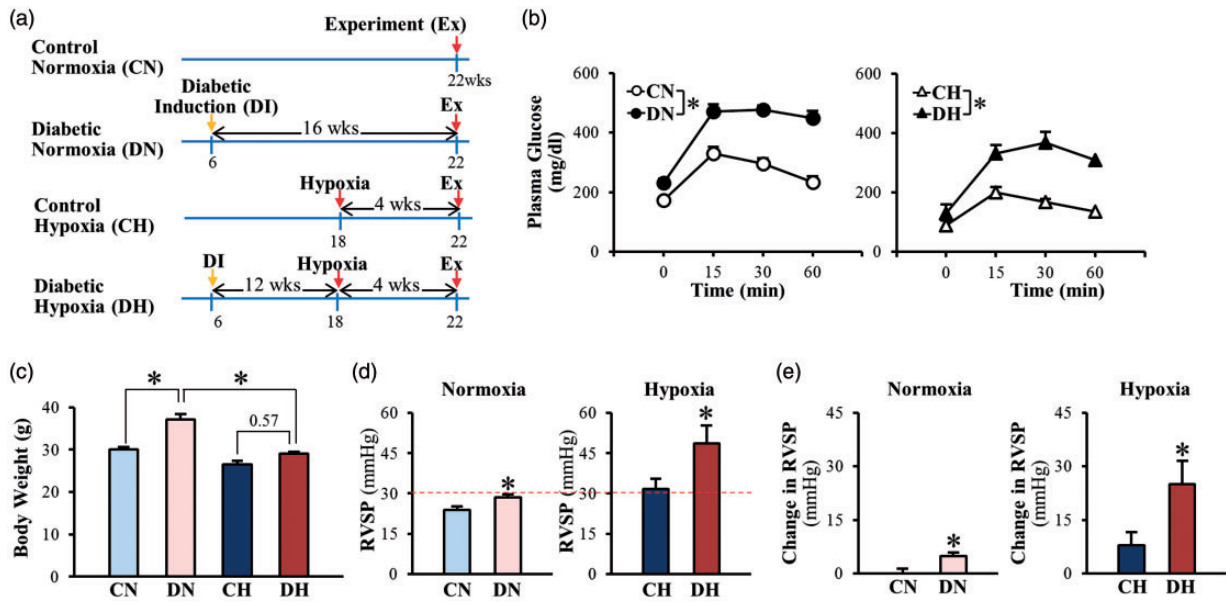 (a)
Experiment (Ex)
Control
Normoxia (CN)
22wks
Diabetic
Induction (DI)
Ex
Diabetic
Normoxia (DN)
16 wks
6
22
Hypoxia
Ex
Control
Hypoxia (CH)
4 wks
18
22
DI
Hypoxia
Ex
Diabetic
Hypoxia (DH)
12 wks
4 wks
6
18
22
(b)
Plasma Glucose
(mg/dl)
600
400
200
0
CN
DN
*
0 15 30 60
Time (min)
600
400
200
0
CH
DH
*
0 15 30 60
Time (min)
(c)
Body Weight (g)
40
30
20
10
0
*
*
0.57
CN DN CH DH
(d)
Normoxia
RVSP (mmHg)
60
45
30
15
0
*
CN DN
Hypoxia
RVSP (mmHg)
60
45
30
15
0
*
CH DH
(e)
Normoxia
Change in RVSP
(mmHg)
45
30
15
0
*
CN DN
Hypoxia
Change in RVSP
(mmHg)
45
30
15
0
*
CH DH